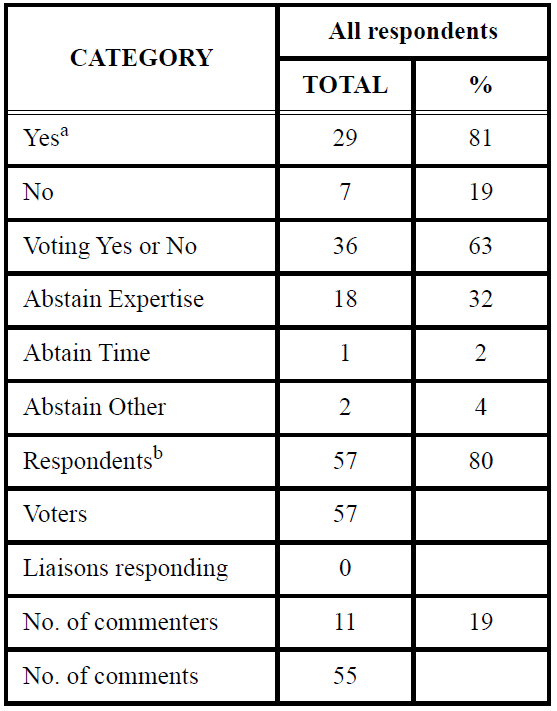 CATEGORY All respondents
TOTAL %
Yesa 29 81
No 7 19
Voting Yes or No 36 63
Abstain Expertise 18 32
Abtain Time 1 2
Abstain Other 2 4
Respondentsb 57 80
Voters 57
Liaisons responding 0
No. of commenters 11 19
No. of comments 55